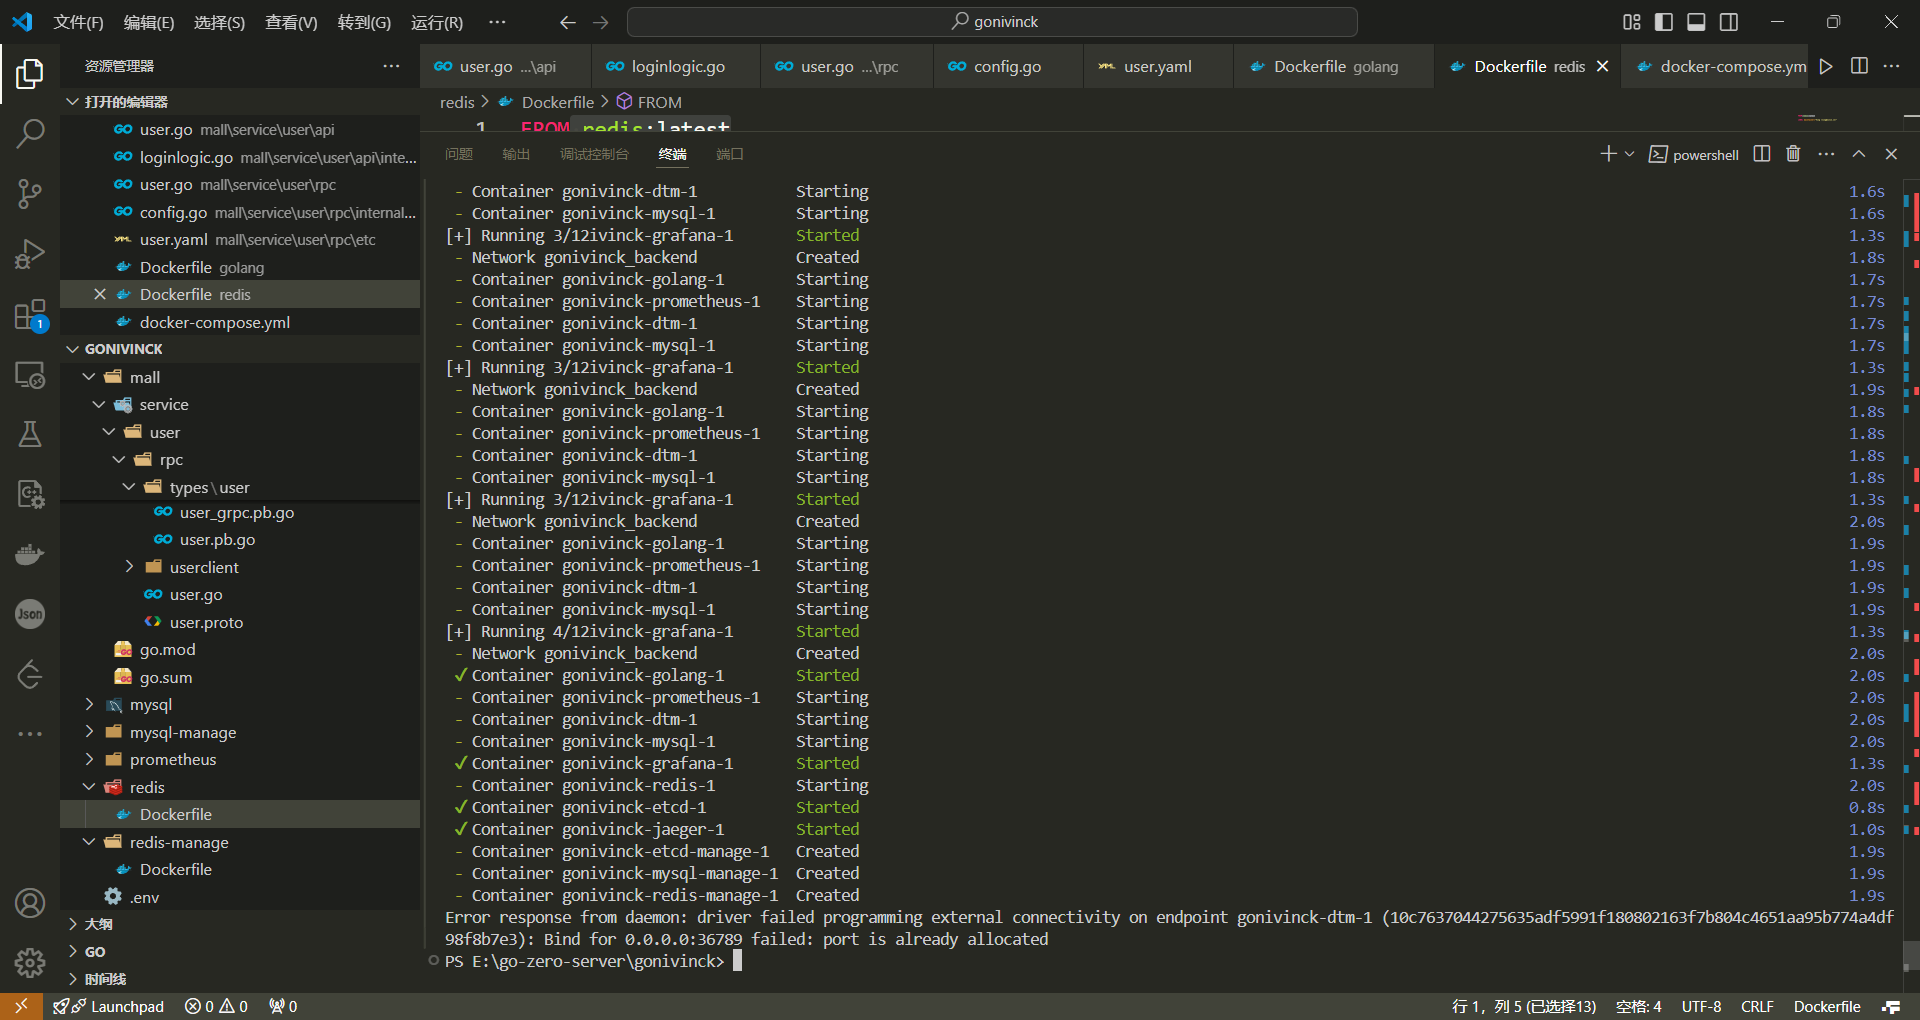 文件(F) 编辑(E) 选择(S) 查看(V) 转到(G) 运行(R) ··· gonivinck
资源管理器
打开的编辑器
user.go mall\service\user\api
loginlogic.go mall\service\user\api\inte...
user.go mall\service\user\rpc
config.go mall\service\user\rpc\internal...
user.yaml mall\service\user\rpc\etc
Dockerfile golang
Dockerfile redis
docker-compose.yml
GONIVINCK
mall
service
user
rpc
types\user
user_grpc.pb.go
user.pb.go
userclient
user.go
user.proto
go.mod
go.sum
mysql
mysql-manage
prometheus
redis
Dockerfile
redis-manage
Dockerfile
.env
大纲
GO
时间线
user.go ...\api loginlogic.go user.go ...\rpc config.go user.yaml Dockerfile golang Dockerfile redis docker-compose.ym
redis > Dockerfile > FROM
1 FROM redis:latest
问题 输出 调试控制台 终端 端口 powershell
- Container gonivinck-dtm-1 Starting 1.6s
- Container gonivinck-mysql-1 Starting 1.6s
[+] Running 3/12ivinck-grafana-1 Started 1.3s
- Network gonivinck_backend Created 1.8s
- Container gonivinck-golang-1 Starting 1.7s
- Container gonivinck-prometheus-1 Starting 1.7s
- Container gonivinck-dtm-1 Starting 1.7s
- Container gonivinck-mysql-1 Starting 1.7s
[+] Running 3/12ivinck-grafana-1 Started 1.3s
- Network gonivinck_backend Created 1.9s
- Container gonivinck-golang-1 Starting 1.8s
- Container gonivinck-prometheus-1 Starting 1.8s
- Container gonivinck-dtm-1 Starting 1.8s
- Container gonivinck-mysql-1 Starting 1.8s
[+] Running 3/12ivinck-grafana-1 Started 1.3s
- Network gonivinck_backend Created 2.0s
- Container gonivinck-golang-1 Starting 1.9s
- Container gonivinck-prometheus-1 Starting 1.9s
- Container gonivinck-dtm-1 Starting 1.9s
- Container gonivinck-mysql-1 Starting 1.9s
[+] Running 4/12ivinck-grafana-1 Started 1.3s
- Network gonivinck_backend Created 2.0s
✓ Container gonivinck-golang-1 Started 2.0s
- Container gonivinck-prometheus-1 Starting 2.0s
- Container gonivinck-dtm-1 Starting 2.0s
- Container gonivinck-mysql-1 Starting 2.0s
✓ Container gonivinck-grafana-1 Started 1.3s
- Container gonivinck-redis-1 Starting 2.0s
✓ Container gonivinck-etcd-1 Started 0.8s
✓ Container gonivinck-jaeger-1 Started 1.0s
- Container gonivinck-etcd-manage-1 Created 1.9s
- Container gonivinck-mysql-manage-1 Created 1.9s
- Container gonivinck-redis-manage-1 Created 1.9s
Error response from daemon: driver failed programming external connectivity on endpoint gonivinck-dtm-1 (10c7637044275635adf5991f180802163f7b804c4651aa95b774a4df
98f8b7e3): Bind for 0.0.0.0:36789 failed: port is already allocated
PS E:\go-zero-server\gonivinck>
1
Json
Launchpad 0 0 0 行 1, 列 5 (已选择13) 空格: 4 UTF-8 CRLF Dockerfile